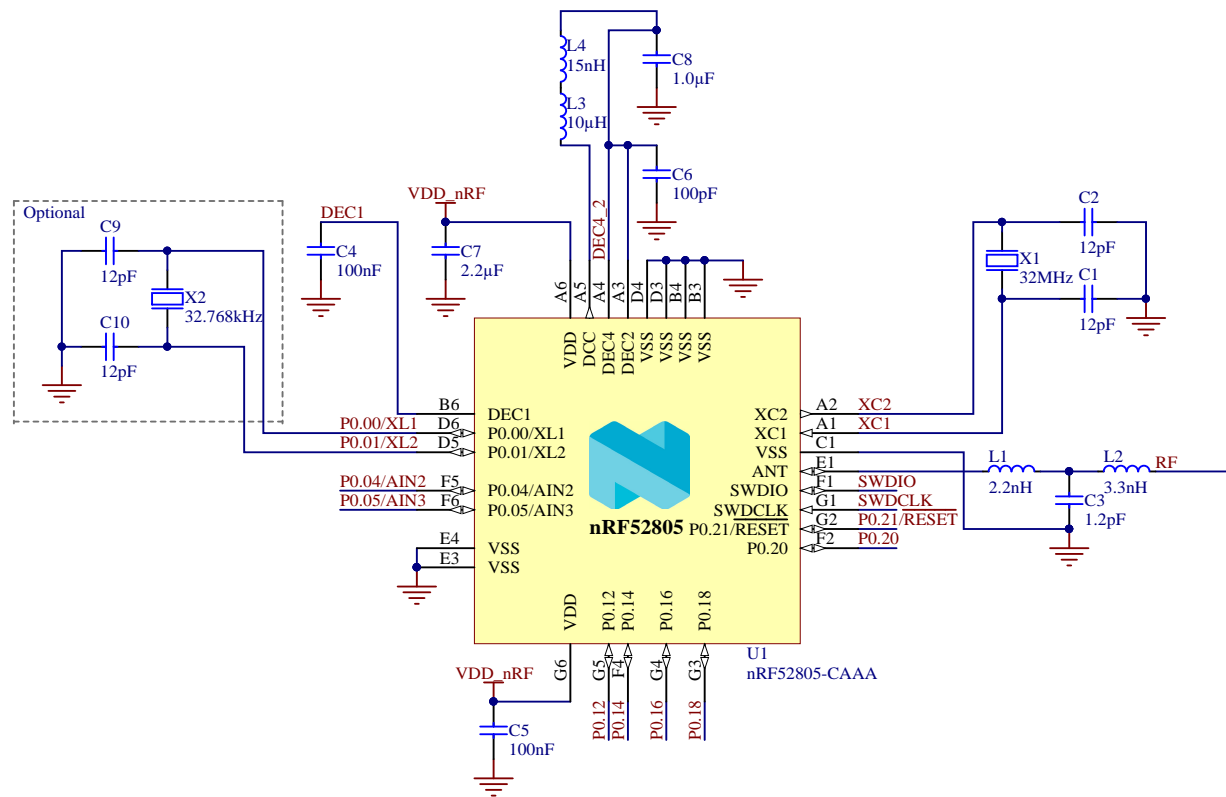 L4
15nH
L3
10µH
C8
1.0µF
C6
100pF
VDD_nRF
C7
2.2µF
DEC4_2
DEC1
C4
100nF
Optional
C9
12pF
X2
32.768kHz
C10
12pF
C2
12pF
X1
32MHz
C1
12pF
A6
A5
A4
A3
D4
D3
B4
B3
VDD
DCC
DEC4
DEC2
VSS
VSS
VSS
VSS
B6
DEC1
P0.00/XL1
D6
P0.00/XL1
P0.01/XL2
D5
P0.01/XL2
P0.04/AIN2
F5
P0.04/AIN2
P0.05/AIN3
F6
P0.05/AIN3
E4
VSS
E3
VSS
nRF52805
XC2
A2
XC2
XC1
A1
XC1
VSS
C1
ANT
E1
SWDIO
F1
SWDIO
SWDCLK
G1
SWDCLK
P0.21/RESET
G2
P0.21/RESET
P0.20
F2
P0.20
L1
2.2nH
L2
3.3nH
RF
C3
1.2pF
VDD
P0.12
P0.14
P0.16
P0.18
G6
G5
F4
G4
G3
P0.12
P0.14
P0.16
P0.18
U1
nRF52805-CAAA
VDD_nRF
C5
100nF